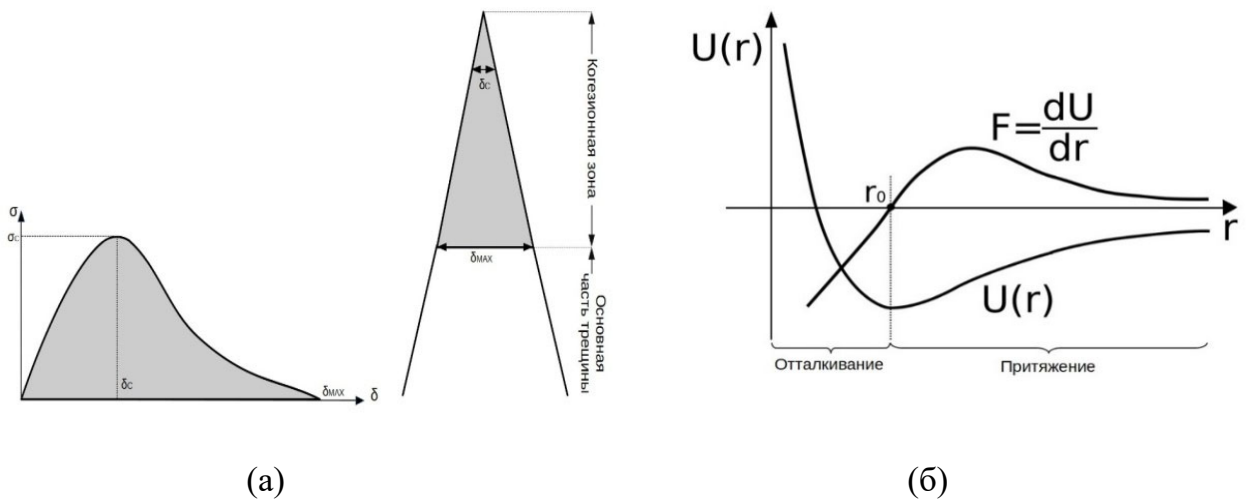 σ
σc
δc
δMAX
δ
δc
δMAX
Когезионная зона
Основная
часть трещины
U(r)
F=dU
dr
r₀
r
U(r)
Отталкивание
Притяжение
(а)
(б)